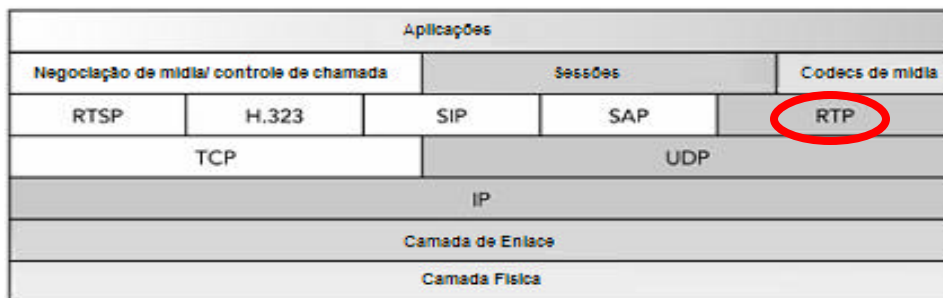 Aplicações
Negociação de mídia/ controle de chamada Sessões Codecs de mídia
RTSP H.323 SIP SAP RTP
TCP UDP
IP
Camada de Enlace
Camada Física